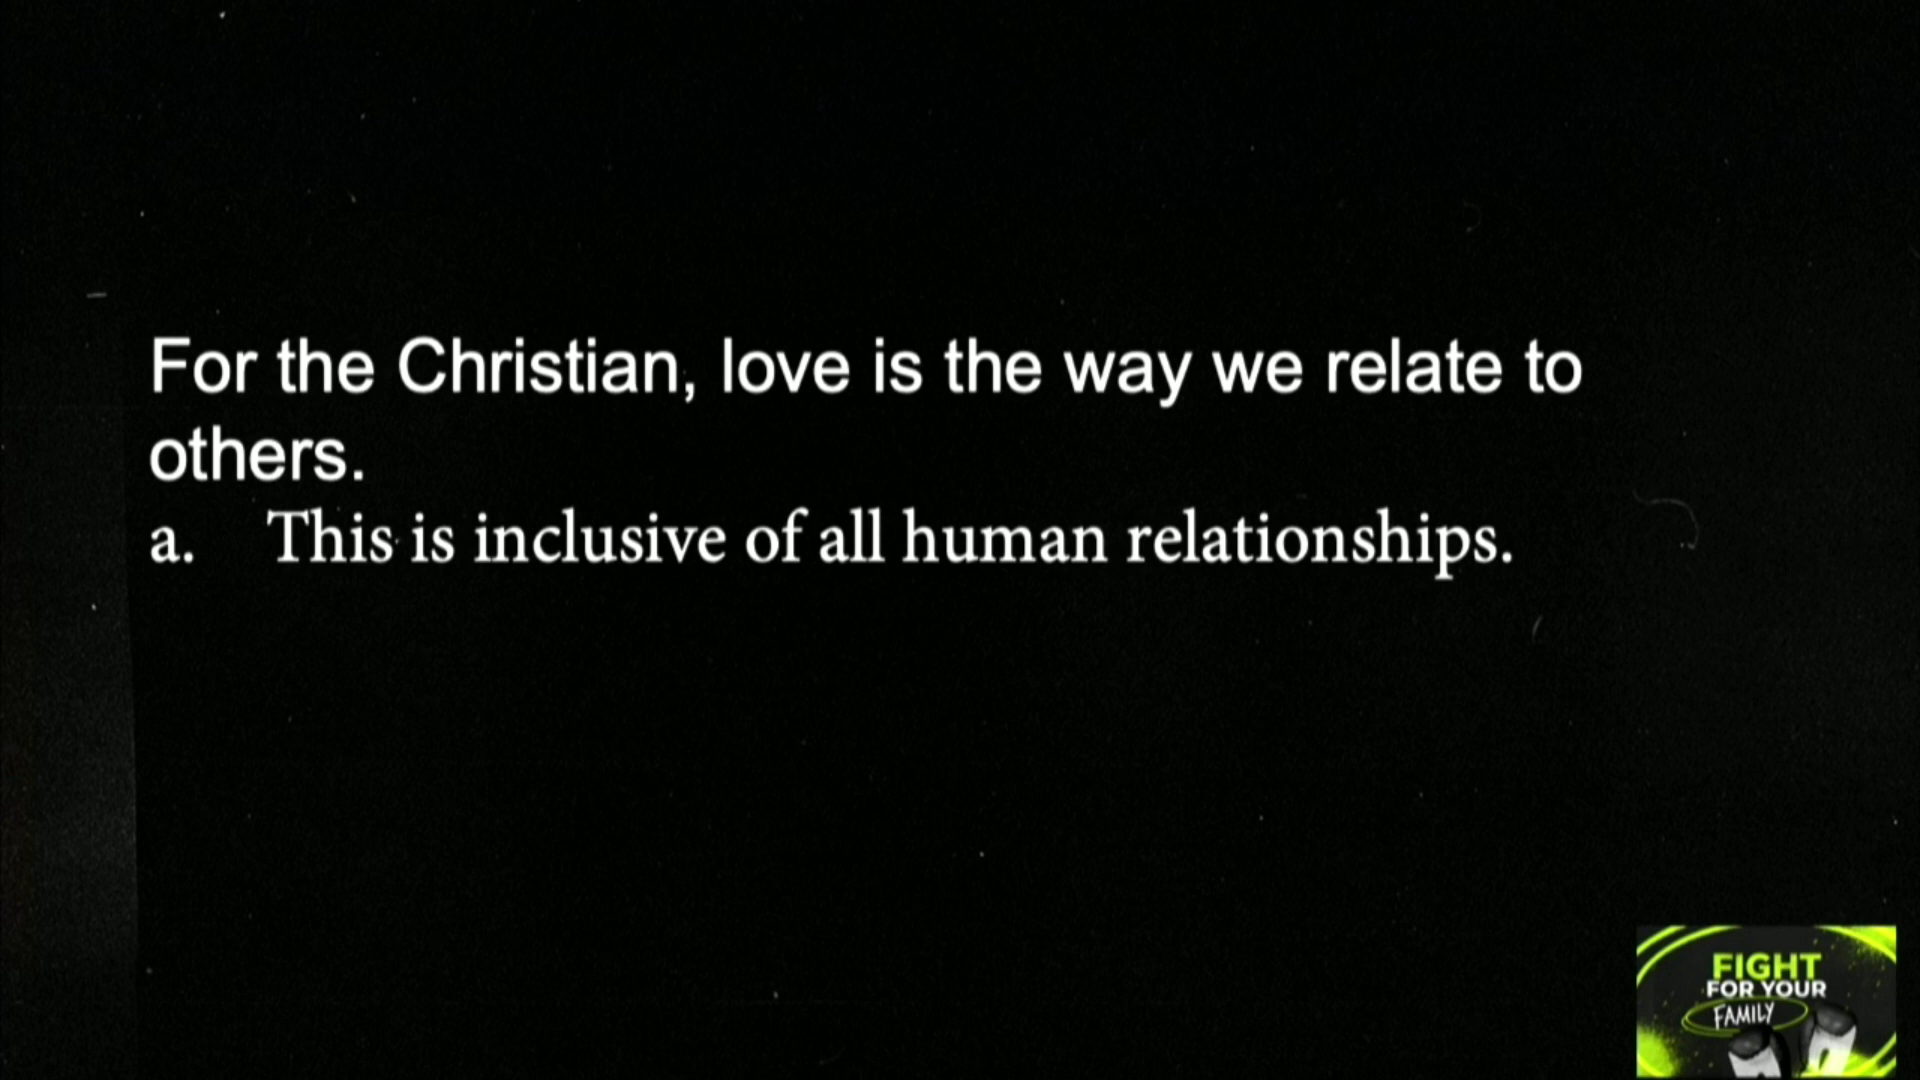 For the Christian, love is the way we relate to
others.
a. This is inclusive of all human relationships.
FIGHT
FOR YOUR
FAMILY